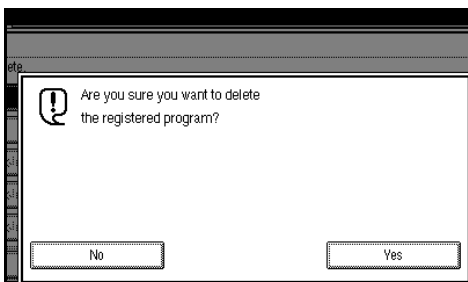 ete.
Are you sure you want to delete
the registered program?
No
Yes